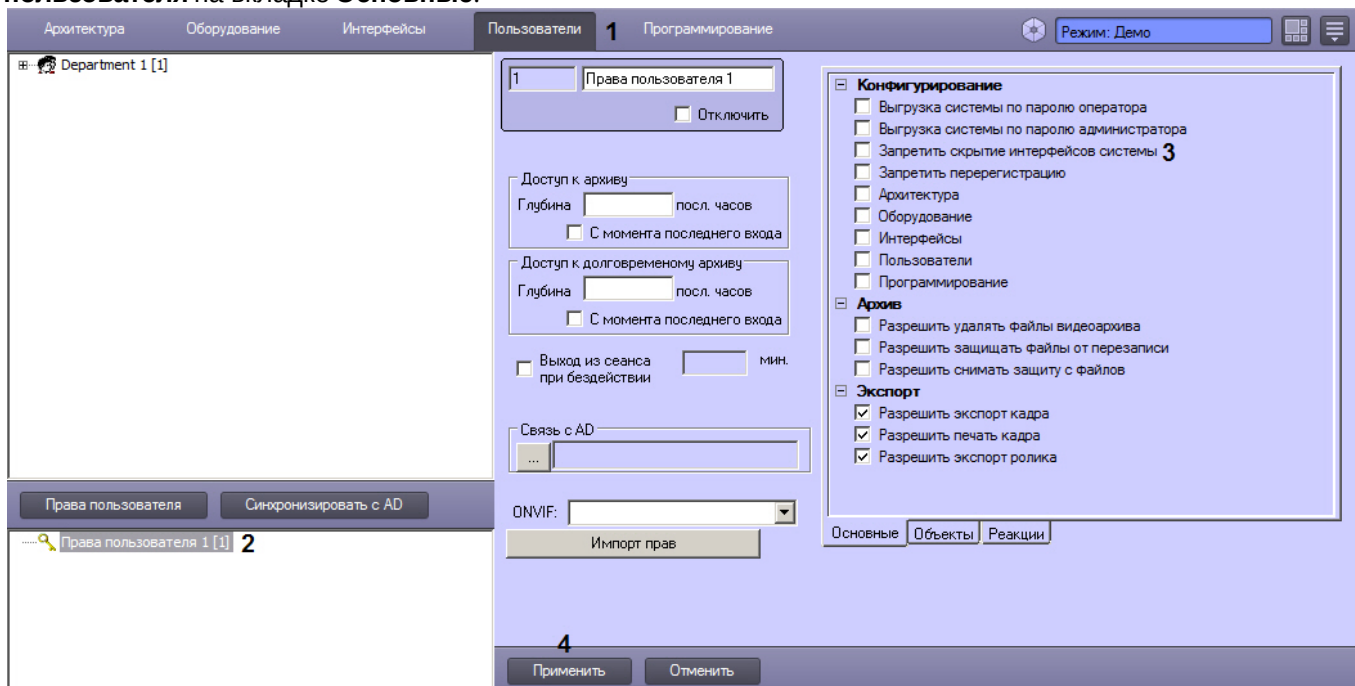 пользователя на вкладке Основные.
Архитектура Оборудование Интерфейсы Пользователи 1 Программирование Режим: Демо
Department 1 [1]
1 Права пользователя 1
Отключить
Доступ к архиву
Глубина посл. часов
С момента последнего входа
Доступ к долговременому архиву
Глубина посл. часов
С момента последнего входа
Выход из сеанса при бездействии мин.
Связь с AD
...
ONVIF:
Импорт прав
Конфигурирование
Выгрузка системы по паролю оператора
Выгрузка системы по паролю администратора
Запретить скрытие интерфейсов системы 3
Запретить перерегистрацию
Архитектура
Оборудование
Интерфейсы
Пользователи
Программирование
Архив
Разрешить удалять файлы видеоархива
Разрешить защищать файлы от перезаписи
Разрешить снимать защиту с файлов
Экспорт
Разрешить экспорт кадра
Разрешить печать кадра
Разрешить экспорт ролика
Основные Объекты Реакции
Права пользователя Синхронизировать с AD
Права пользователя 1 [1] 2
4
Применить Отменить